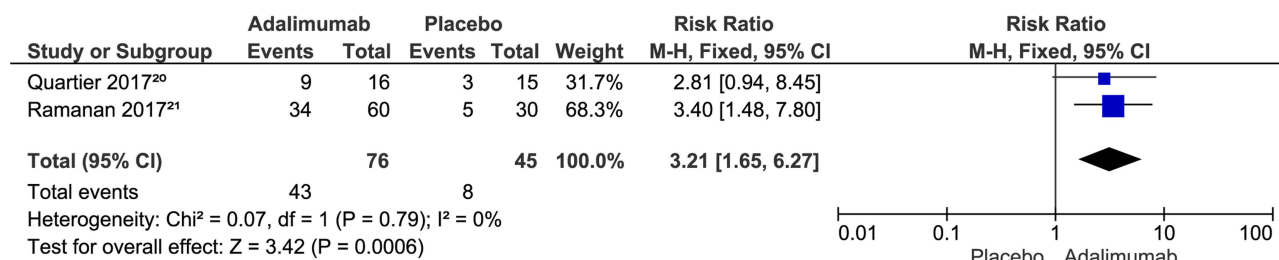 Adalimumab Placebo Risk Ratio Risk Ratio
Study or Subgroup Events Total Events Total Weight M-H, Fixed, 95% CI M-H, Fixed, 95% CI
Quartier 2017²⁰ 9 16 3 15 31.7% 2.81 [0.94, 8.45]
Ramanan 2017²¹ 34 60 5 30 68.3% 3.40 [1.48, 7.80]
Total (95% CI) 76 45 100.0% 3.21 [1.65, 6.27]
Total events 43 8
Heterogeneity: Chi² = 0.07, df = 1 (P = 0.79); I² = 0%
Test for overall effect: Z = 3.42 (P = 0.0006)
0.01 0.1 1 10 100
Placebo Adalimumab